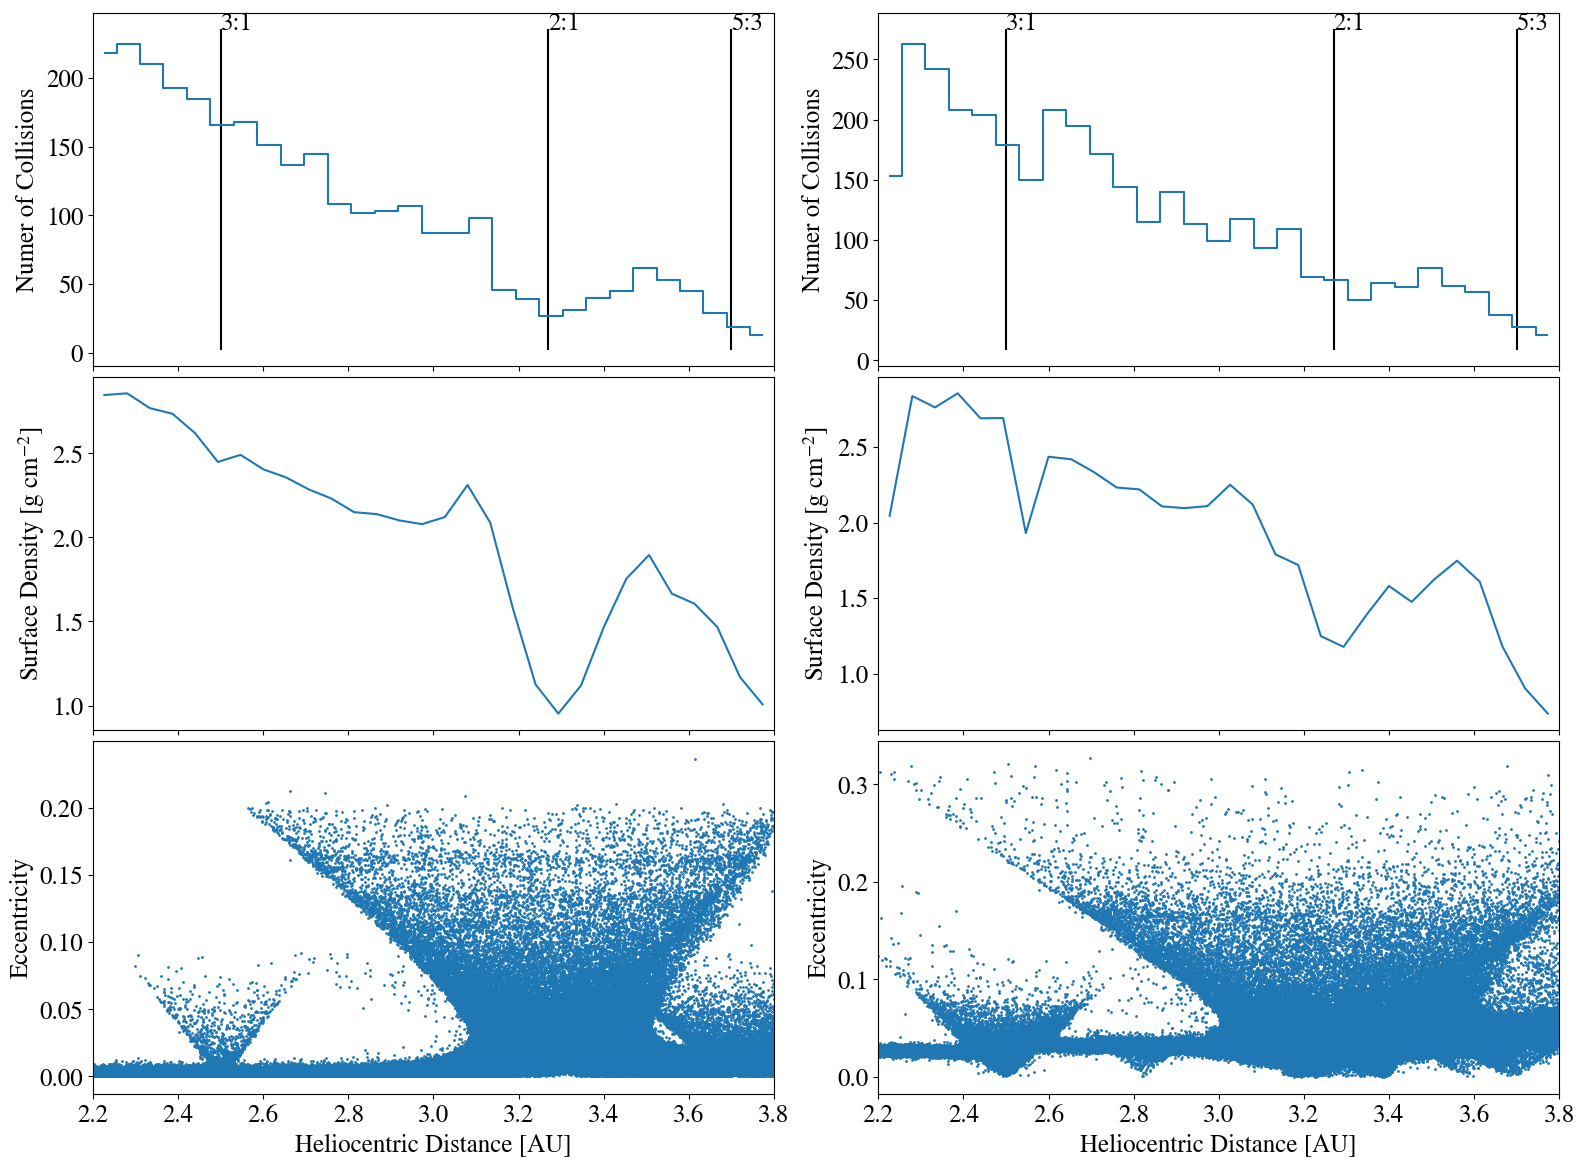 3:1 2:1 5:3
200
150
100
50
0
Numer of Collisions
3:1 2:1 5:3
250
200
150
100
50
0
Numer of Collisions
2.5
2.0
1.5
1.0
Surface Density [g cm⁻²]
2.5
2.0
1.5
1.0
Surface Density [g cm⁻²]
0.20
0.15
0.10
0.05
0.00
Eccentricity
2.2 2.4 2.6 2.8 3.0 3.2 3.4 3.6 3.8
Heliocentric Distance [AU]
0.3
0.2
0.1
0.0
Eccentricity
2.2 2.4 2.6 2.8 3.0 3.2 3.4 3.6 3.8
Heliocentric Distance [AU]